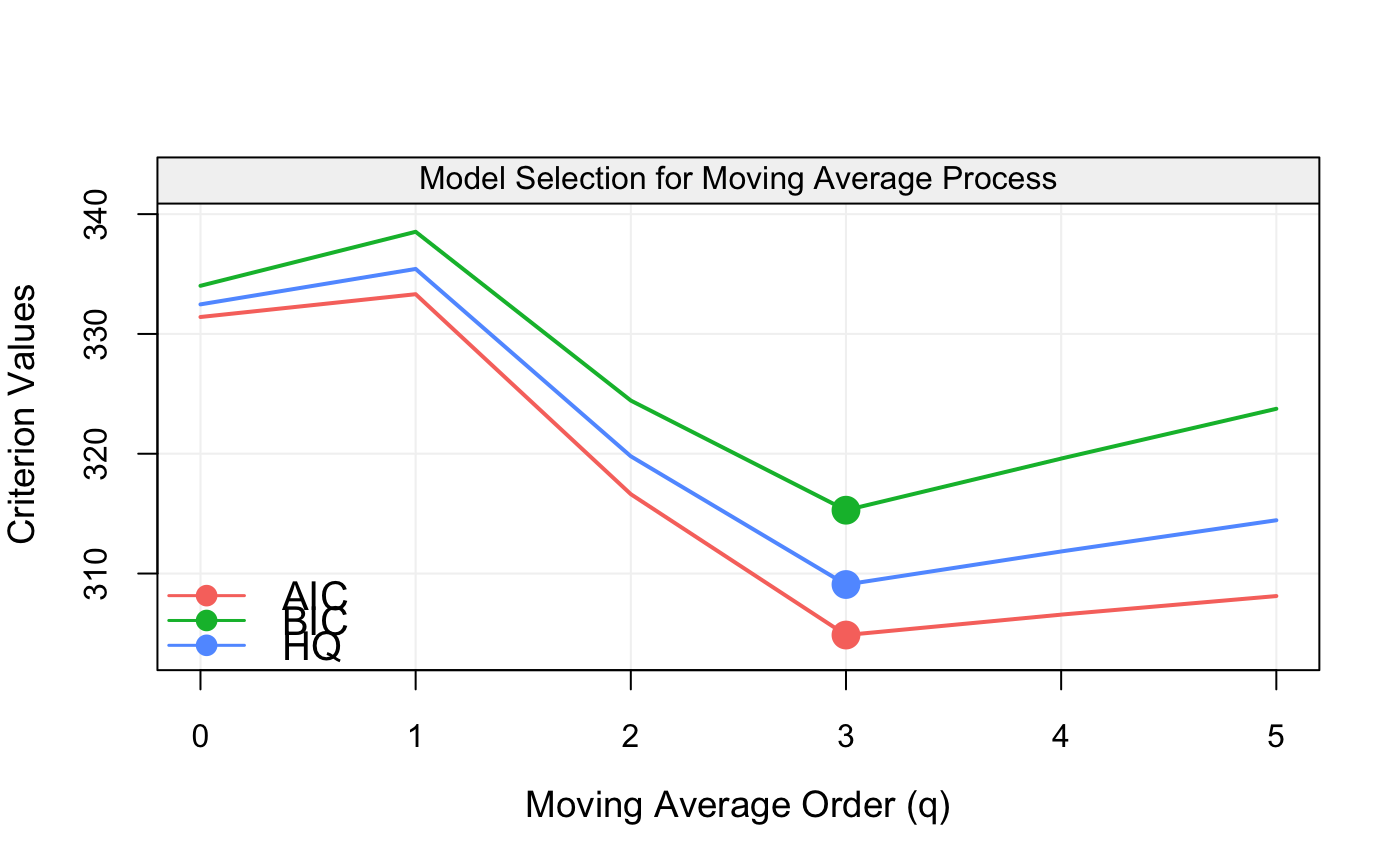 Model Selection for Moving Average Process
Criterion Values
340
330
320
310
AIC
BIC
HQ
0 1 2 3 4 5
Moving Average Order (q)